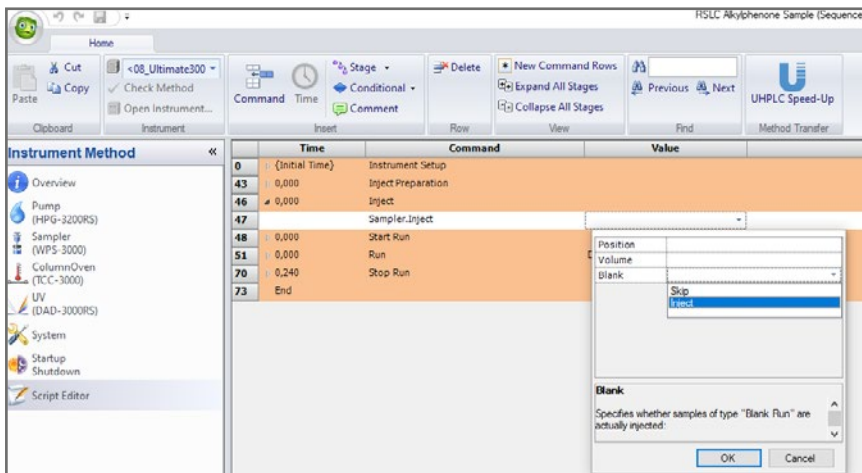 RSLC Alkylphenone Sample (Sequence
Home
Cut
Copy
Paste
Clipboard
<08_Ultimate300
Check Method
Open Instrument...
Instrument
Command
Time
Stage
Conditional
Comment
Insert
Delete
Row
New Command Rows
Expand All Stages
Collapse All Stages
View
Previous
Next
Find
UHPLC Speed-Up
Method Transfer
Instrument Method «
Overview
Pump
(HPG-3200RS)
Sampler
(WPS-3000)
ColumnOven
(TCC-3000)
UV
(DAD-3000RS)
System
Startup
Shutdown
Script Editor
Time Command Value
0 {Initial Time} Instrument Setup
43 0,000 Inject Preparation
46 0,000 Inject
47 Sampler.Inject
48 0,000 Start Run
51 0,000 Run
70 0,240 Stop Run
73 End
Position
Volume
Blank
Skip
Inject
Blank
Specifies whether samples of type "Blank Run" are
actually injected:
OK Cancel